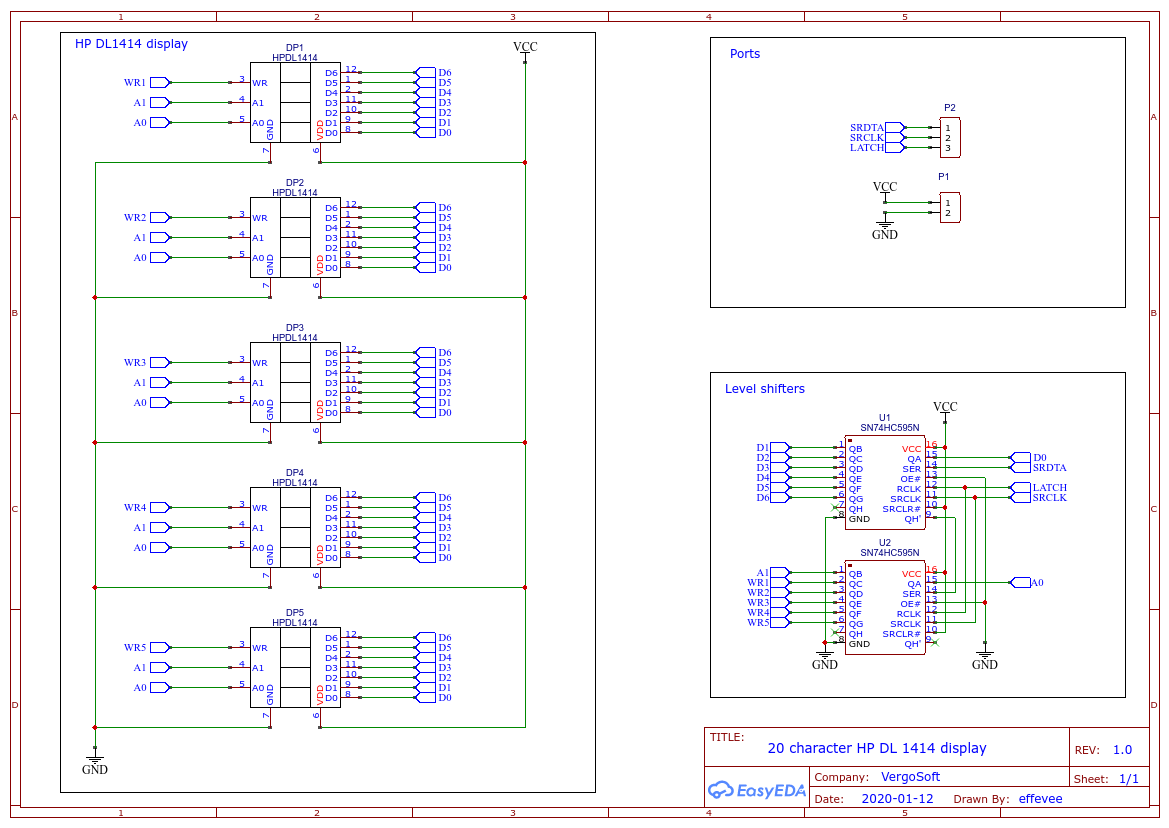 1 2 3 4 5
A B C D
A B C D
HP DL1414 display
VCC
DP1
HPDL1414
WR1 3 WR
A1 4 A1
A0 5 A0
GND VDD
7 6
D6 12 D6
D5 1 D5
D4 2 D4
D3 11 D3
D2 10 D2
D1 9 D1
D0 8 D0
DP2
HPDL1414
WR2 3 WR
A1 4 A1
A0 5 A0
GND VDD
7 6
D6 12 D6
D5 1 D5
D4 2 D4
D3 11 D3
D2 10 D2
D1 9 D1
D0 8 D0
DP3
HPDL1414
WR3 3 WR
A1 4 A1
A0 5 A0
GND VDD
7 6
D6 12 D6
D5 1 D5
D4 2 D4
D3 11 D3
D2 10 D2
D1 9 D1
D0 8 D0
DP4
HPDL1414
WR4 3 WR
A1 4 A1
A0 5 A0
GND VDD
7 6
D6 12 D6
D5 1 D5
D4 2 D4
D3 11 D3
D2 10 D2
D1 9 D1
D0 8 D0
DP5
HPDL1414
WR5 3 WR
A1 4 A1
A0 5 A0
GND VDD
7 6
D6 12 D6
D5 1 D5
D4 2 D4
D3 11 D3
D2 10 D2
D1 9 D1
D0 8 D0
GND
Ports
P2
SRDTA 1
SRCLK 2
LATCH 3
P1
VCC 1
GND 2
Level shifters
VCC
U1
SN74HC595N
D1 1 QB VCC 16
D2 2 QC QA 15 D0
D3 3 QD SER 14 SRDTA
D4 4 QE OE# 13
D5 5 QF RCLK 12 LATCH
D6 6 QG SRCLK 11 SRCLK
7 QH SRCLR# 10
8 GND QH' 9
U2
SN74HC595N
A1 1 QB VCC 16
WR1 2 QC QA 15 A0
WR2 3 QD SER 14
WR3 4 QE OE# 13
WR4 5 QF RCLK 12
WR5 6 QG SRCLK 11
7 QH SRCLR# 10
8 GND QH' 9
GND GND
TITLE:
20 character HP DL 1414 display
REV: 1.0
EasyEDA
Company: VergoSoft
Sheet: 1/1
Date: 2020-01-12 Drawn By: effevee
1 2 3 4 5